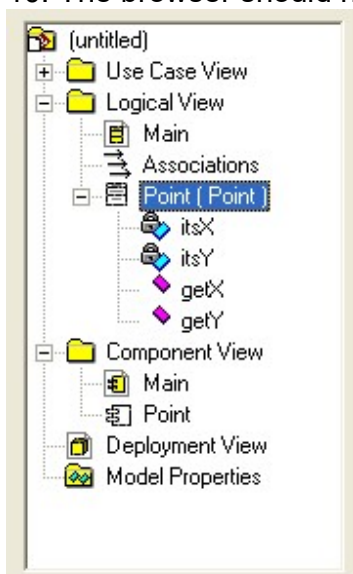 (untitled)
Use Case View
Logical View
Main
Associations
Point ( Point )
itsX
itsY
getX
getY
Component View
Main
Point
Deployment View
Model Properties